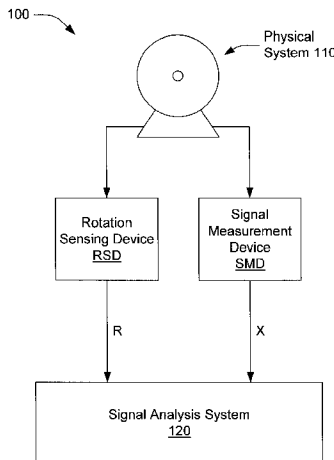 100
Physical
System 110
Rotation
Sensing Device
RSD
Signal
Measurement
Device
SMD
R
X
Signal Analysis System
120